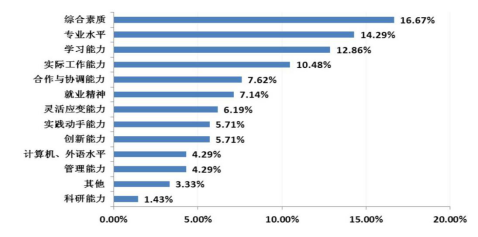 综合素质 16.67%
专业水平 14.29%
学习能力 12.86%
实际工作能力 10.48%
合作与协调能力 7.62%
就业精神 7.14%
灵活应变能力 6.19%
实践动手能力 5.71%
创新能力 5.71%
计算机、外语水平 4.29%
管理能力 4.29%
其他 3.33%
科研能力 1.43%
0.00% 5.00% 10.00% 15.00% 20.00%